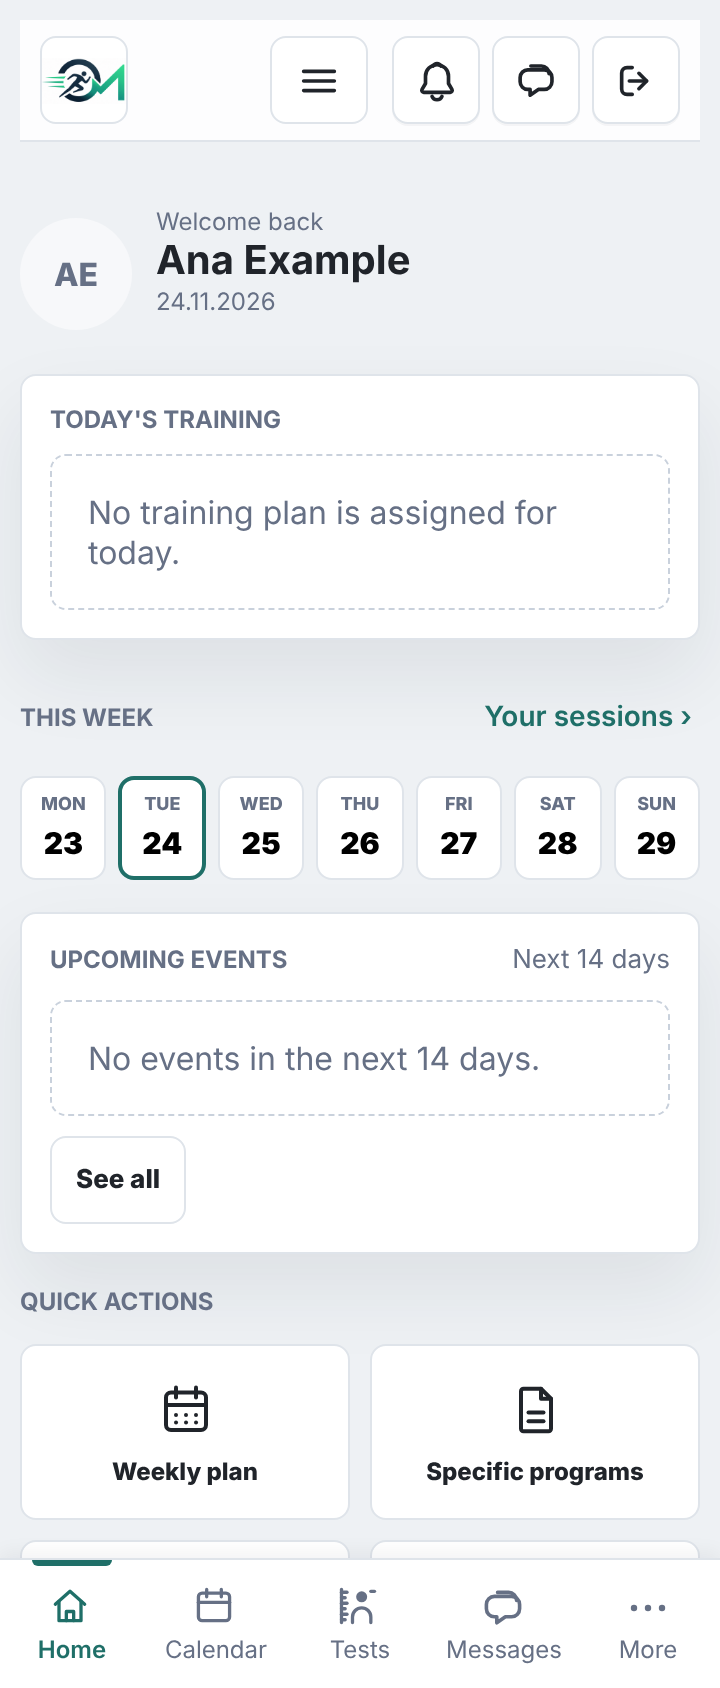 Welcome back
AE
Ana Example
24.11.2026
TODAY'S TRAINING
No training plan is assigned for
today.
THIS WEEK
Your sessions ›
MON TUE WED THU FRI SAT SUN
23 24 25 26 27 28 29
UPCOMING EVENTS
Next 14 days
No events in the next 14 days.
See all
QUICK ACTIONS
Weekly plan
Specific programs
Home
Calendar
Tests
Messages
More